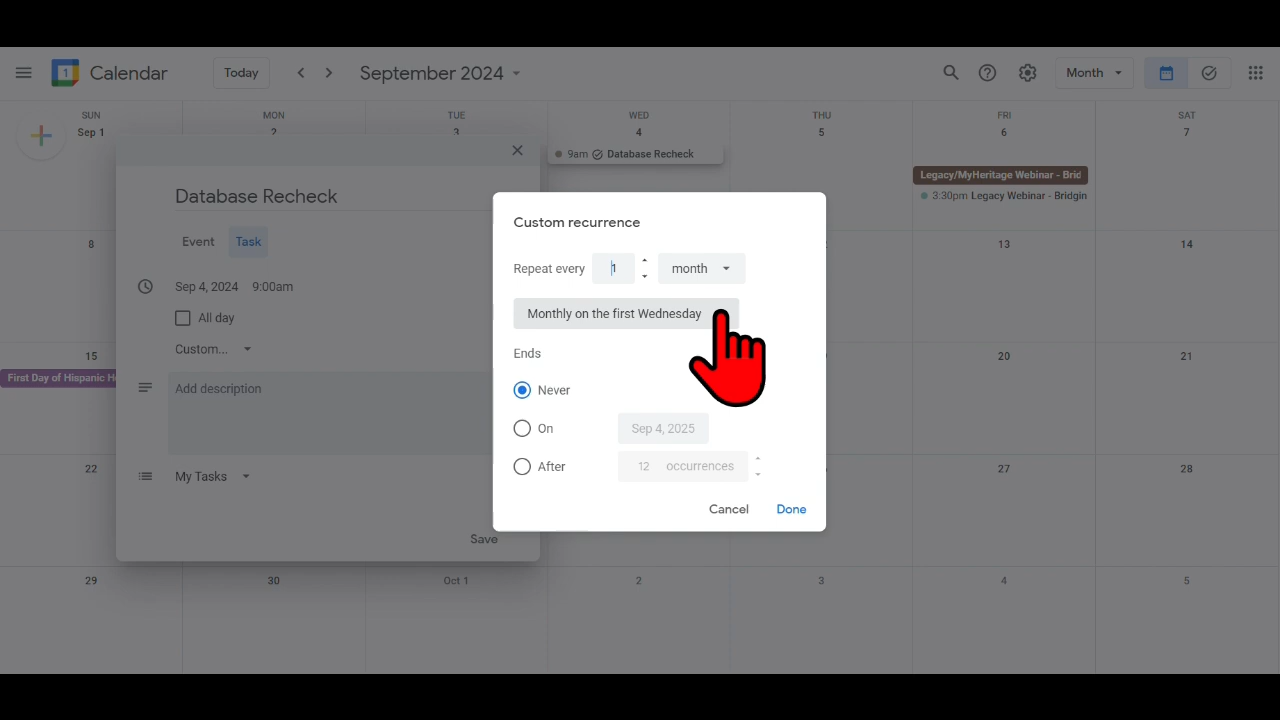 1 Calendar Today September 2024 Month
SUN MON TUE WED THU FRI SAT
Sep 1 2 3 4 5 6 7
9am Database Recheck
Legacy/MyHeritage Webinar - Brid
3:30pm Legacy Webinar - Bridgin
Database Recheck
Event Task
Sep 4, 2024 9:00am
All day
Custom...
Add description
My Tasks
Save
Custom recurrence
Repeat every 1 month
Monthly on the first Wednesday
Ends
Never
On Sep 4, 2025
After 12 occurrences
Cancel Done
8 13 14
15 20 21
First Day of Hispanic H
22 27 28
29 30 Oct 1 2 3 4 5